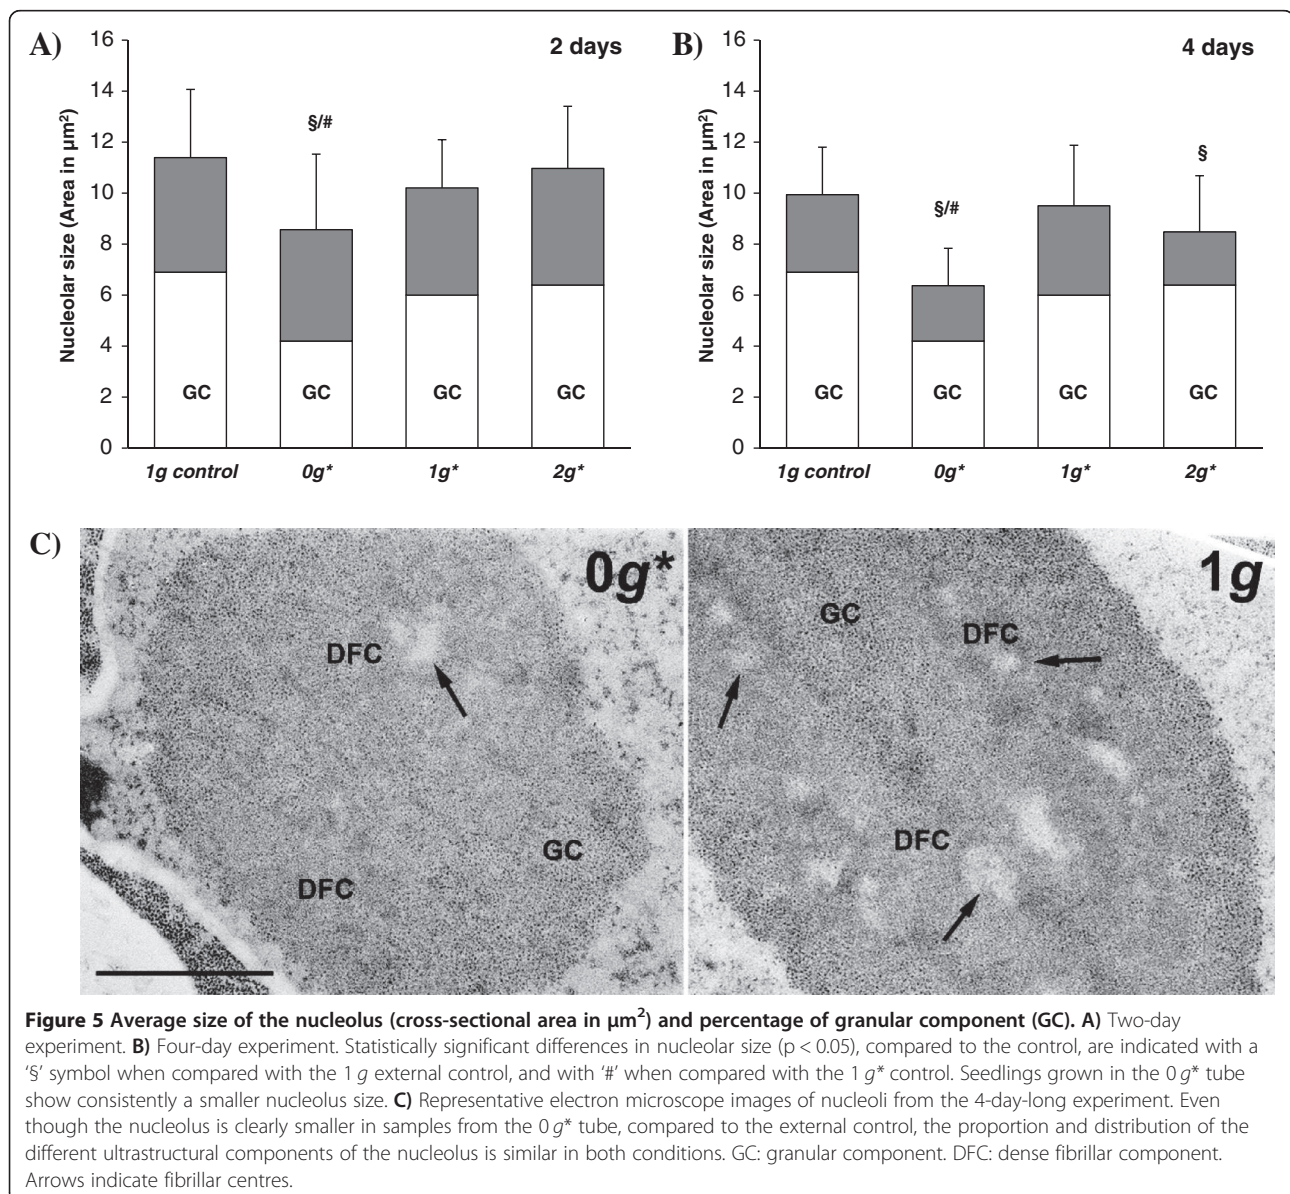 A)
2 days
Nucleolar size (Area in µm²)
16
14
12
10
8
6
4
2
0
§/#
GC
GC
GC
GC
1g control
0g*
1g*
2g*
B)
4 days
Nucleolar size (Area in µm²)
16
14
12
10
8
6
4
2
0
§/#
§
GC
GC
GC
GC
1g control
0g*
1g*
2g*
C)
0g*
DFC
GC
DFC
1g
GC
DFC
DFC
Figure 5 Average size of the nucleolus (cross-sectional area in µm²) and percentage of granular component (GC). A) Two-day
experiment. B) Four-day experiment. Statistically significant differences in nucleolar size (p < 0.05), compared to the control, are indicated with a
‘§’ symbol when compared with the 1 g external control, and with ‘#’ when compared with the 1 g* control. Seedlings grown in the 0 g* tube
show consistently a smaller nucleolus size. C) Representative electron microscope images of nucleoli from the 4-day-long experiment. Even
though the nucleolus is clearly smaller in samples from the 0 g* tube, compared to the external control, the proportion and distribution of the
different ultrastructural components of the nucleolus is similar in both conditions. GC: granular component. DFC: dense fibrillar component.
Arrows indicate fibrillar centres.